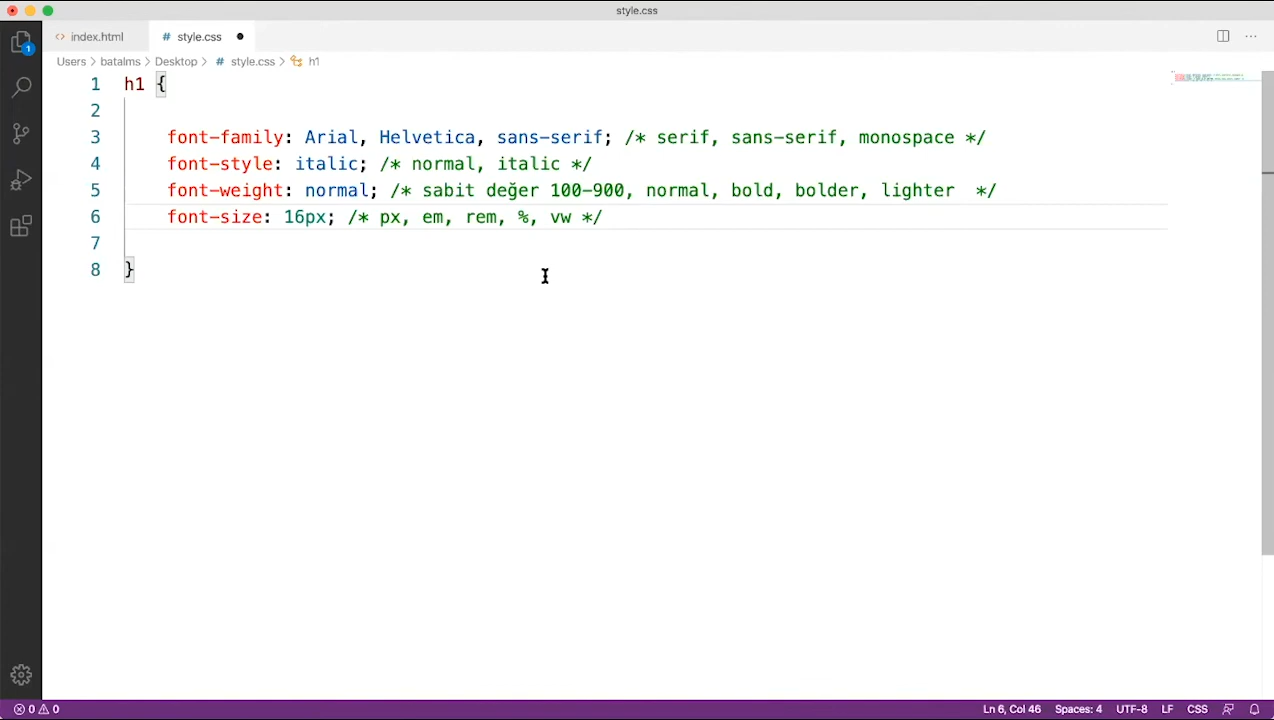 style.css
index.html
style.css
Users > batalms > Desktop > # style.css > h1
1 h1 {
2
3 font-family: Arial, Helvetica, sans-serif; /* serif, sans-serif, monospace */
4 font-style: italic; /* normal, italic */
5 font-weight: normal; /* sabit değer 100-900, normal, bold, bolder, lighter  */
6 font-size: 16px; /* px, em, rem, %, vw */
7
8 }
0 0 Ln 6, Col 46 Spaces: 4 UTF-8 LF CSS